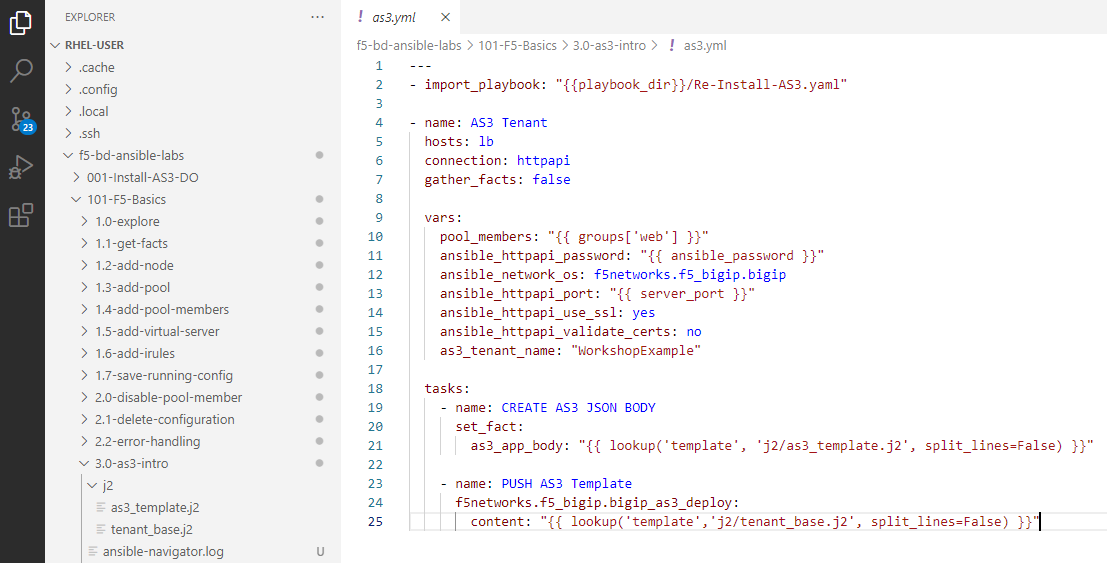 EXPLORER
···
RHEL-USER
.cache
.config
.local
.ssh
f5-bd-ansible-labs
001-Install-AS3-DO
101-F5-Basics
1.0-explore
1.1-get-facts
1.2-add-node
1.3-add-pool
1.4-add-pool-members
1.5-add-virtual-server
1.6-add-irules
1.7-save-running-config
2.0-disable-pool-member
2.1-delete-configuration
2.2-error-handling
3.0-as3-intro
j2
as3_template.j2
tenant_base.j2
ansible-navigator.log U
23
! as3.yml ×
f5-bd-ansible-labs > 101-F5-Basics > 3.0-as3-intro > ! as3.yml
1 ---
2 - import_playbook: "{{playbook_dir}}/Re-Install-AS3.yaml"
3
4 - name: AS3 Tenant
5   hosts: lb
6   connection: httpapi
7   gather_facts: false
8
9   vars:
10     pool_members: "{{ groups['web'] }}"
11     ansible_httpapi_password: "{{ ansible_password }}"
12     ansible_network_os: f5networks.f5_bigip.bigip
13     ansible_httpapi_port: "{{ server_port }}"
14     ansible_httpapi_use_ssl: yes
15     ansible_httpapi_validate_certs: no
16     as3_tenant_name: "WorkshopExample"
17
18   tasks:
19     - name: CREATE AS3 JSON BODY
20       set_fact:
21         as3_app_body: "{{ lookup('template', 'j2/as3_template.j2', split_lines=False) }}"
22
23     - name: PUSH AS3 Template
24       f5networks.f5_bigip.bigip_as3_deploy:
25         content: "{{ lookup('template','j2/tenant_base.j2', split_lines=False) }}"